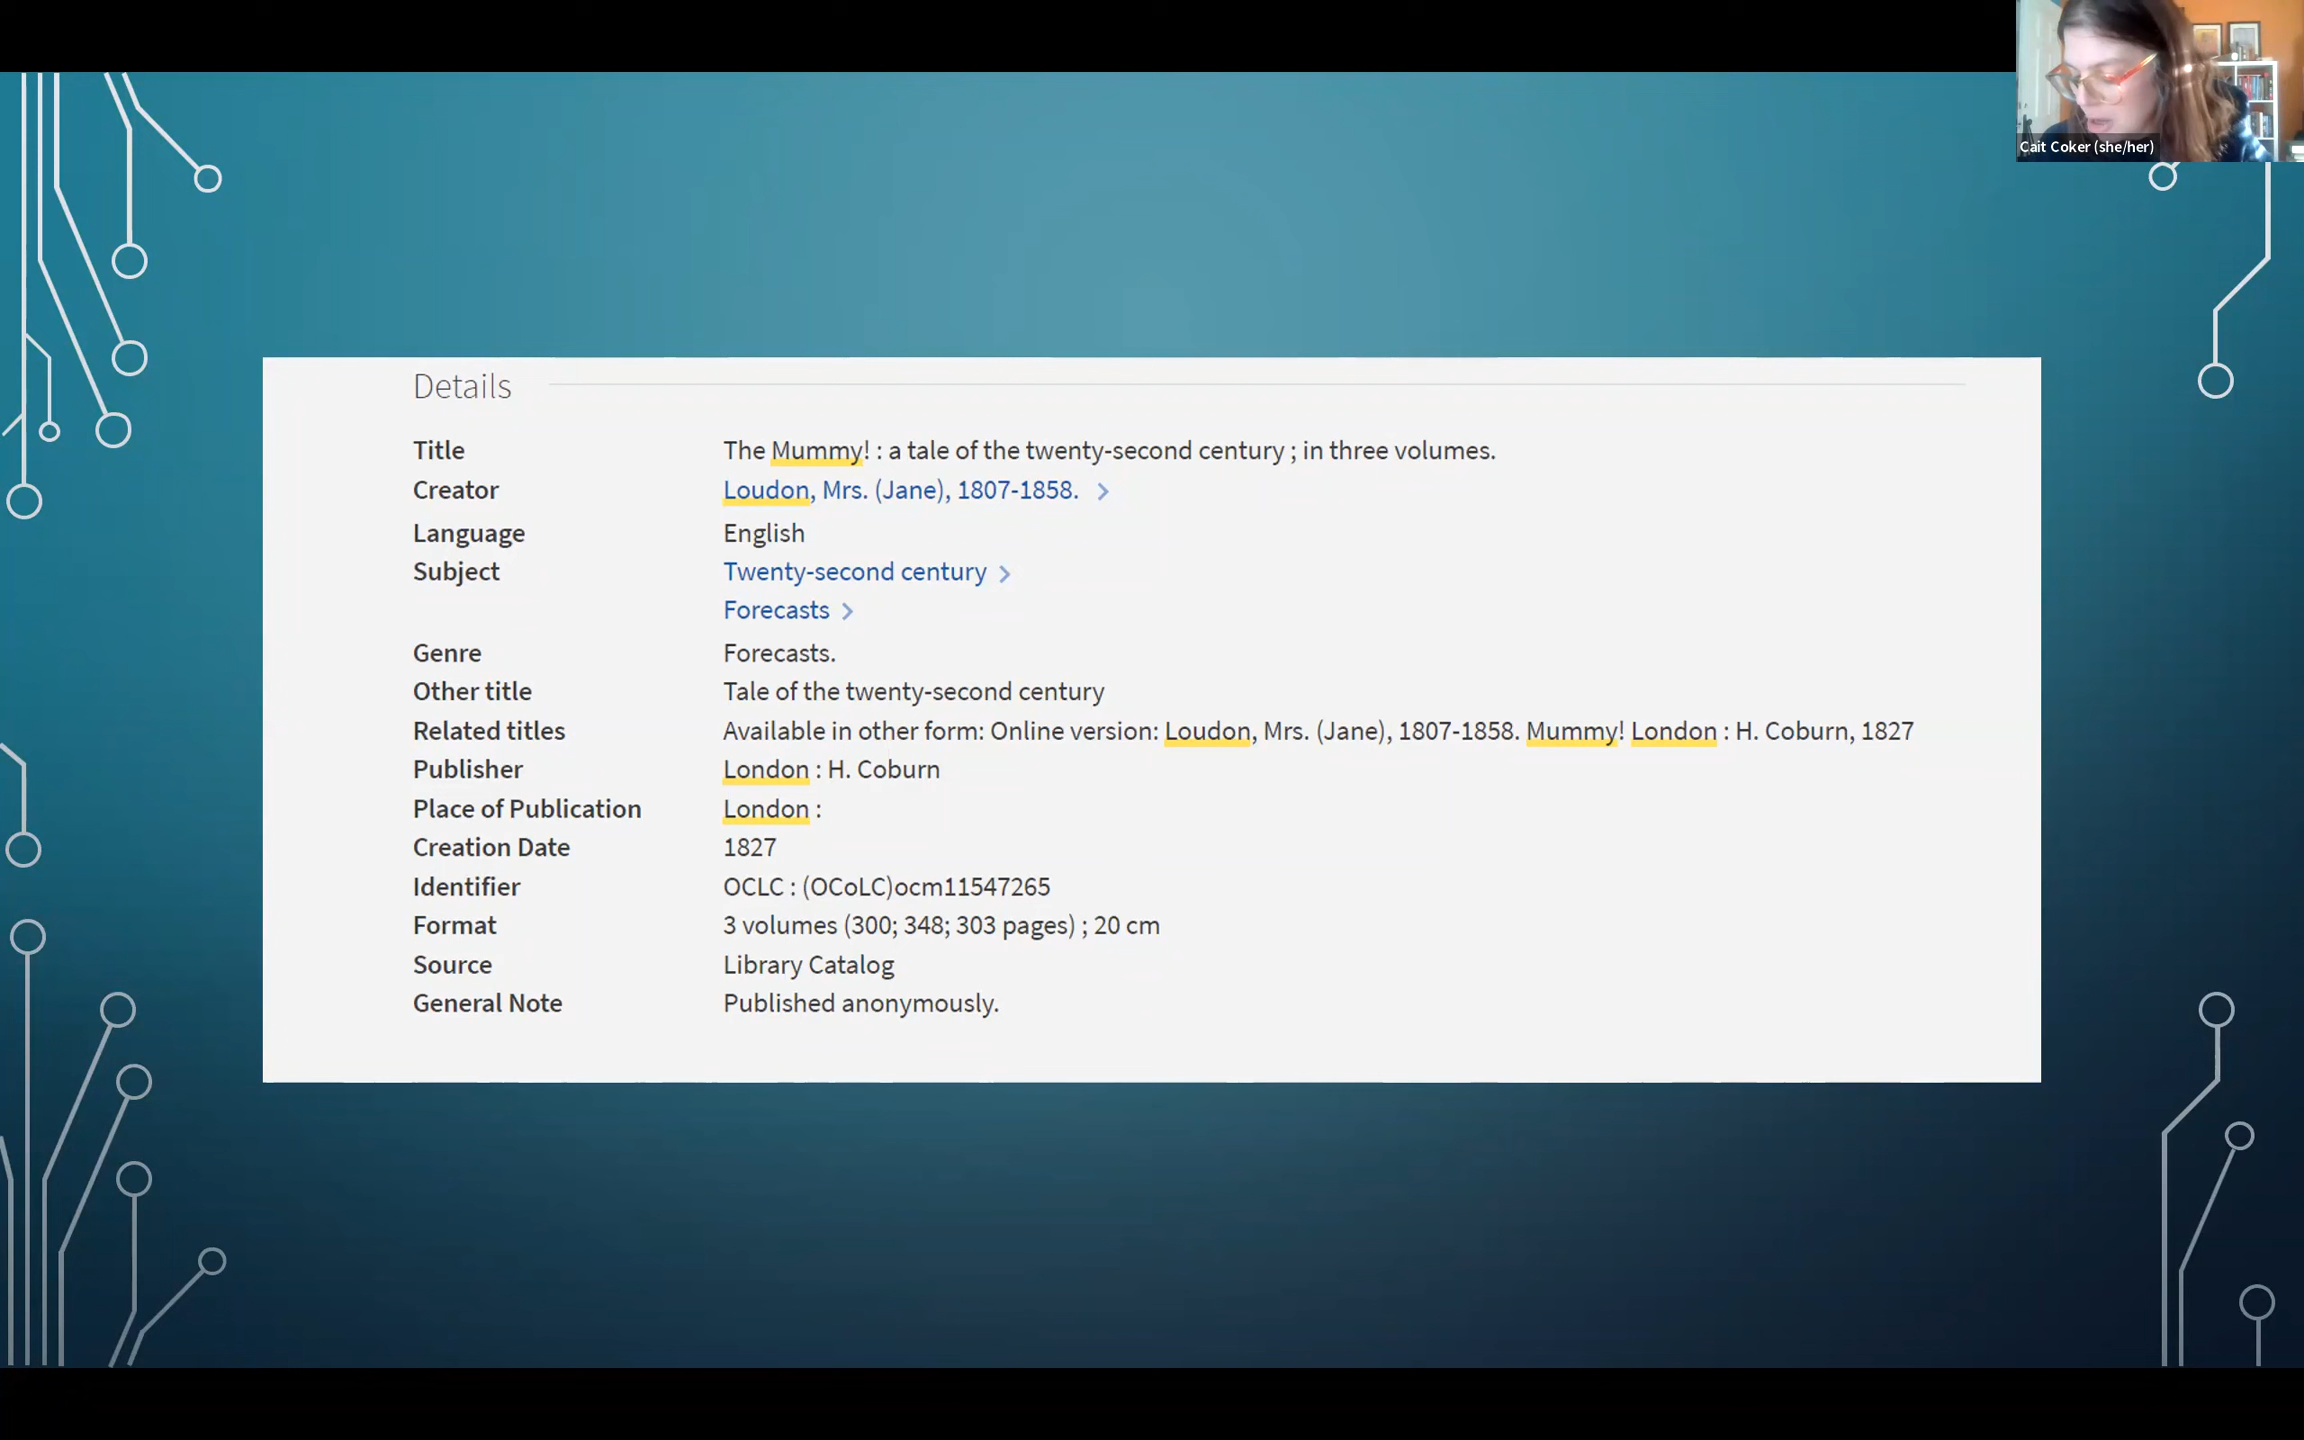 Cait Coker (she/her)
Details
Title The Mummy! : a tale of the twenty-second century ; in three volumes.
Creator Loudon, Mrs. (Jane), 1807-1858. >
Language English
Subject Twenty-second century >
Forecasts >
Genre Forecasts.
Other title Tale of the twenty-second century
Related titles Available in other form: Online version: Loudon, Mrs. (Jane), 1807-1858. Mummy! London : H. Coburn, 1827
Publisher London : H. Coburn
Place of Publication London :
Creation Date 1827
Identifier OCLC : (OCoLC)ocm11547265
Format 3 volumes (300; 348; 303 pages) ; 20 cm
Source Library Catalog
General Note Published anonymously.